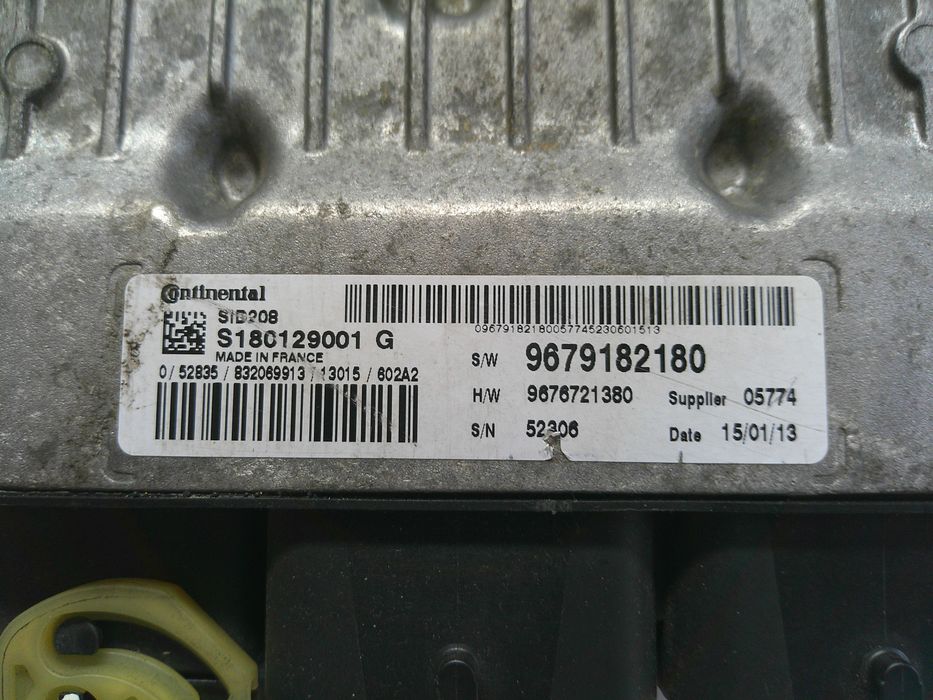 Continental
SID208
S180129001 G
MADE IN FRANCE
0/ 52835 / 832069913 / 13015 / 602A2
09679182180057745230601513
S/W 9679182180
H/W 9676721380 Supplier 05774
S/N 52306 Date 15/01/13